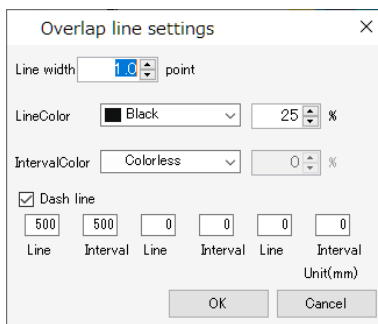 Overlap line settings
Line width 1.0 point
LineColor Black 25 %
IntervalColor Colorless 0 %
Dash line
500 500 0 0 0 0
Line Interval Line Interval Line Interval
Unit(mm)
OK Cancel